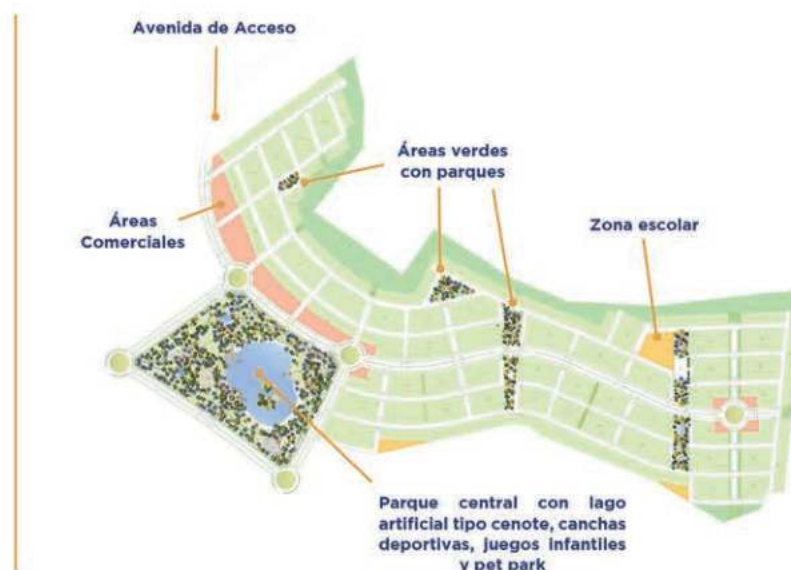 Avenida de Acceso
Áreas verdes
con parques
Áreas
Comerciales
Zona escolar
Parque central con lago
artificial tipo cenote, canchas
deportivas, juegos infantiles
y pet park